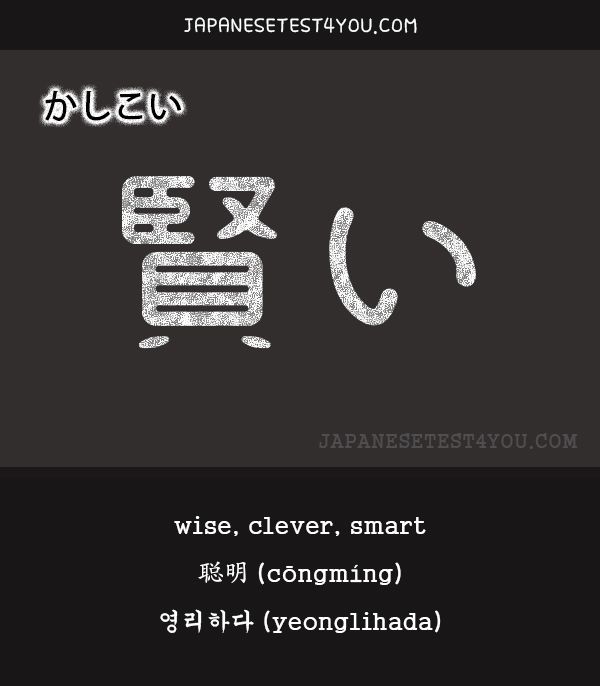 JAPANESETEST4YOU.COM
かしこい
賢い
JAPANESETEST4YOU.COM
wise, clever, smart
聪明 (cōngmíng)
영리하다 (yeonglihada)